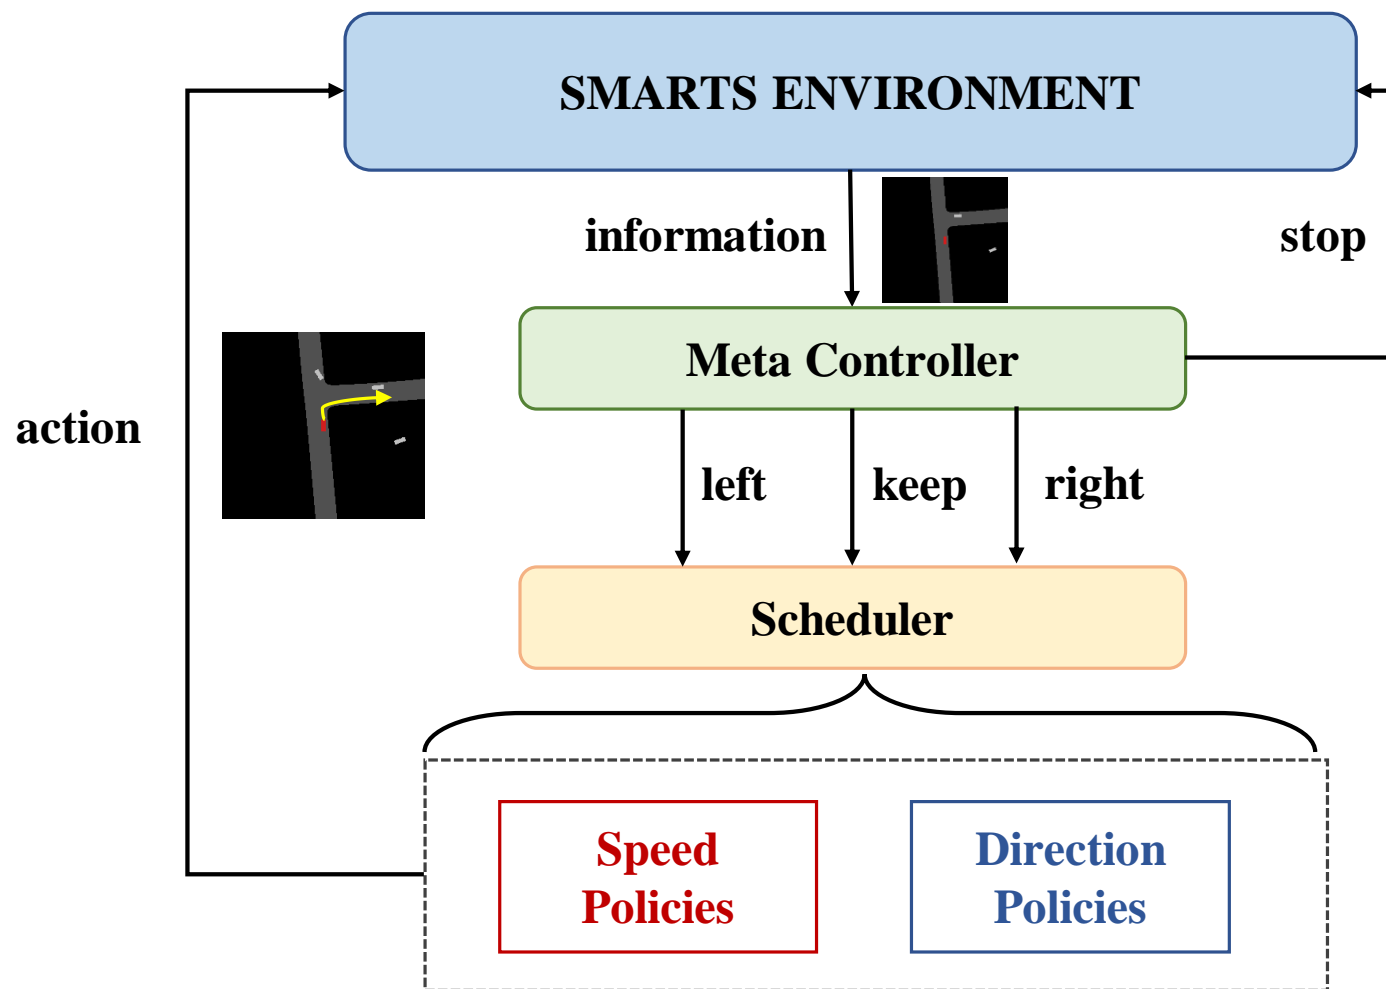 SMARTS ENVIRONMENT
information
stop
Meta Controller
action
left
keep
right
Scheduler
Speed
Policies
Direction
Policies